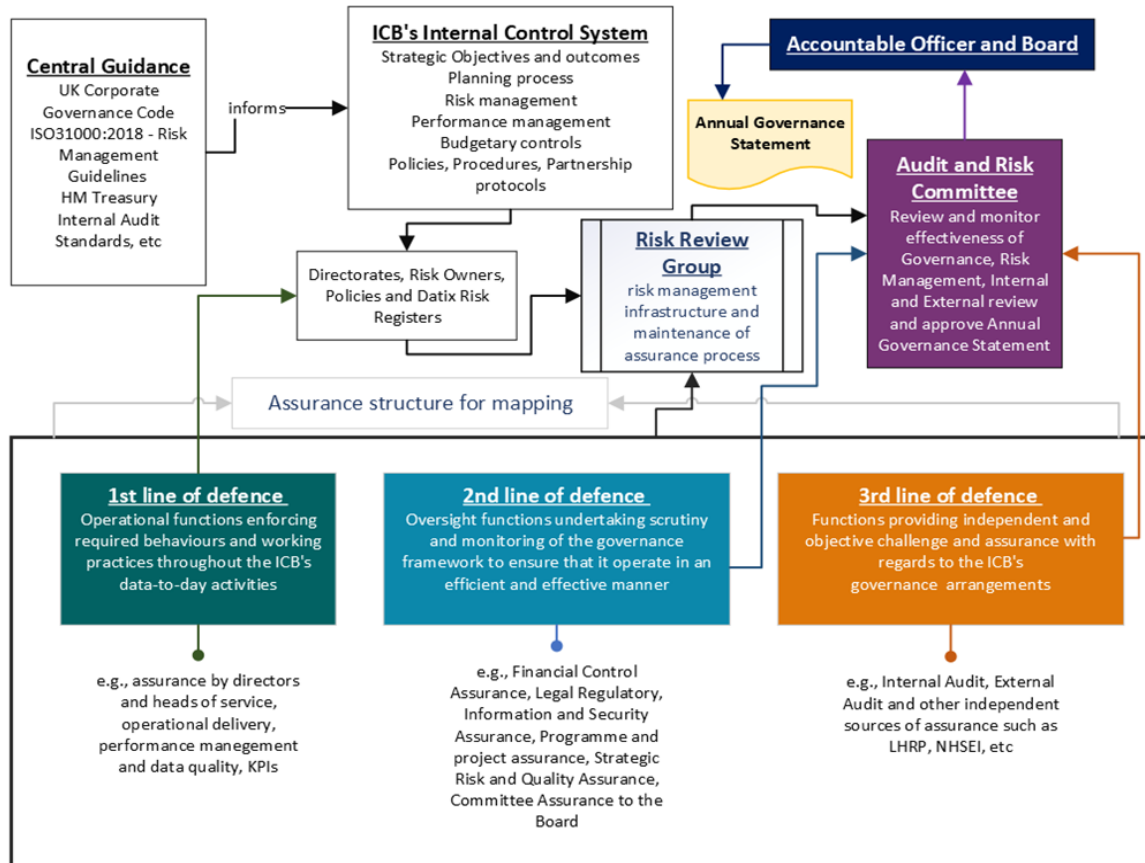 Central Guidance
UK Corporate
Governance Code
ISO31000:2018 - Risk
Management
Guidelines
HM Treasury
Internal Audit
Standards, etc
informs
ICB's Internal Control System
Strategic Objectives and outcomes
Planning process
Risk management
Performance management
Budgetary controls
Policies, Procedures, Partnership
protocols
Accountable Officer and Board
Annual Governance
Statement
Audit and Risk
Committee
Review and monitor
effectiveness of
Governance, Risk
Management, Internal
and External review
and approve Annual
Governance Statement
Directorates, Risk Owners,
Policies and Datix Risk
Registers
Risk Review
Group
risk management
infrastructure and
maintenance of
assurance process
Assurance structure for mapping
1st line of defence
Operational functions enforcing
required behaviours and working
practices throughout the ICB's
data-to-day activities
e.g., assurance by directors
and heads of service,
operational delivery,
performance manegement
and data quality, KPIs
2nd line of defence
Oversight functions undertaking scrutiny
and monitoring of the governance
framework to ensure that it operate in an
efficient and effective manner
e.g., Financial Control
Assurance, Legal Regulatory,
Information and Security
Assurance, Programme and
project assurance, Strategic
Risk and Quality Assurance,
Committee Assurance to the
Board
3rd line of defence
Functions providing independent and
objective challenge and assurance with
regards to the ICB's
governance arrangements
e.g., Internal Audit, External
Audit and other independent
sources of assurance such as
LHRP, NHSEI, etc